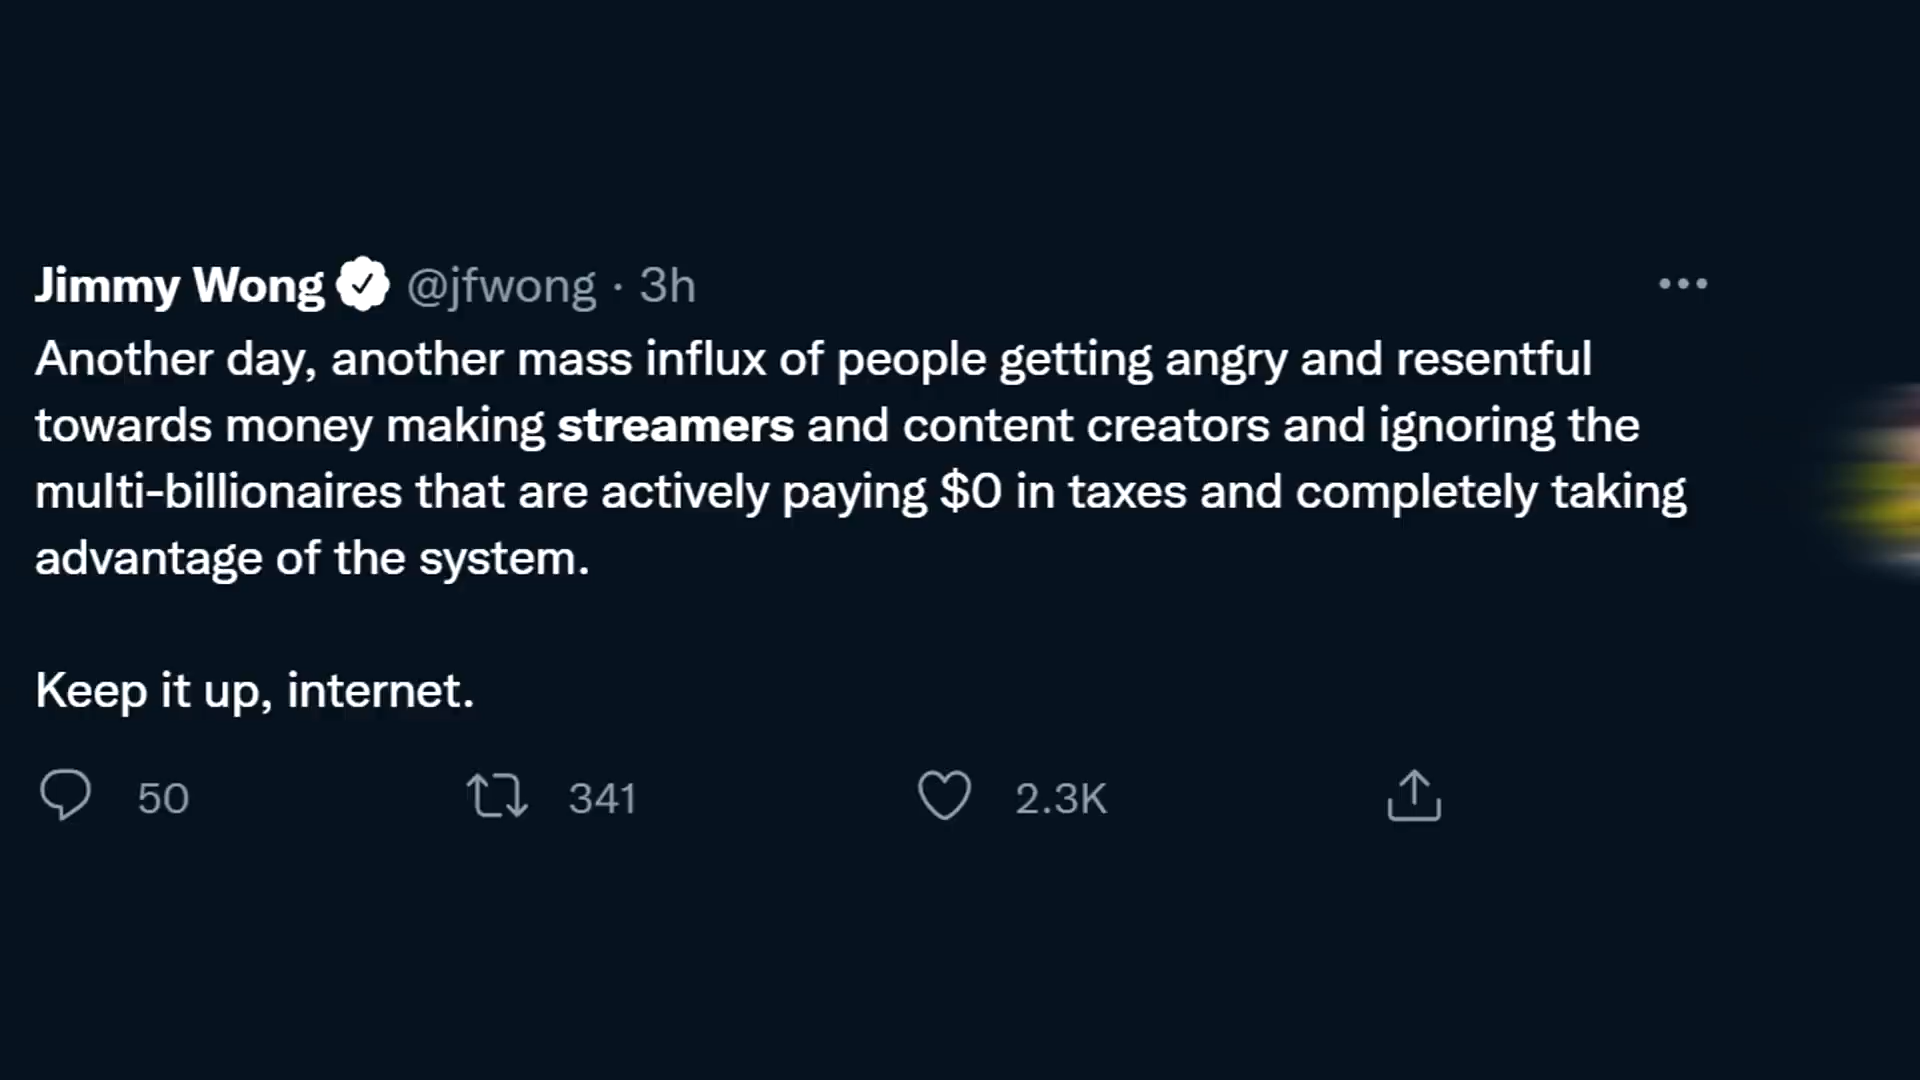 Jimmy Wong @jfwong · 3h
Another day, another mass influx of people getting angry and resentful
towards money making streamers and content creators and ignoring the
multi-billionaires that are actively paying $0 in taxes and completely taking
advantage of the system.
Keep it up, internet.
50 341 2.3K